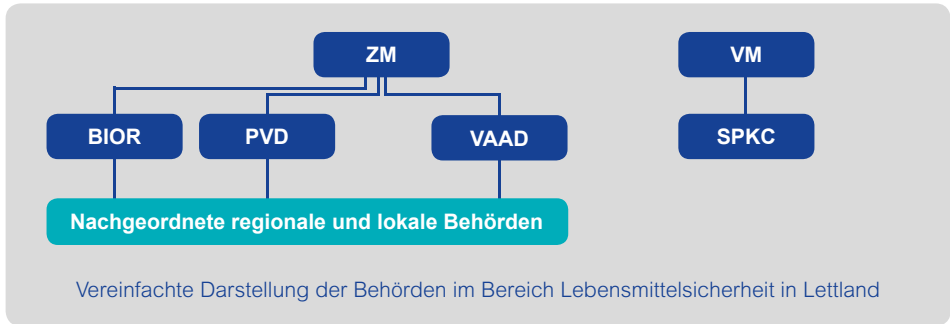 ZM
VM
BIOR
PVD
VAAD
SPKC
Nachgeordnete regionale und lokale Behörden
Vereinfachte Darstellung der Behörden im Bereich Lebensmittelsicherheit in Lettland